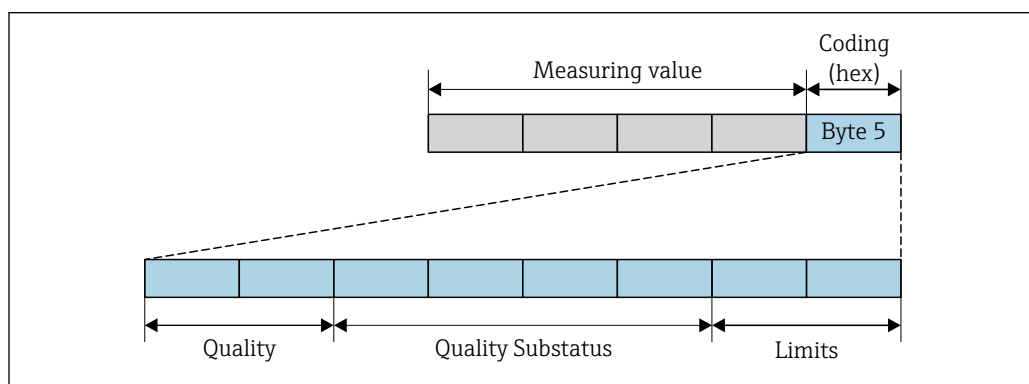 Coding
Measuring value
(hex)
Byte 5
Quality
Quality Substatus
Limits